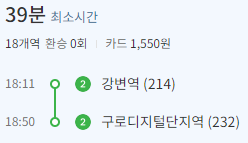 39분 최소시간
18개역 환승 0회 카드 1,550원
18:11 2 강변역 (214)
18:50 2 구로디지털단지역 (232)